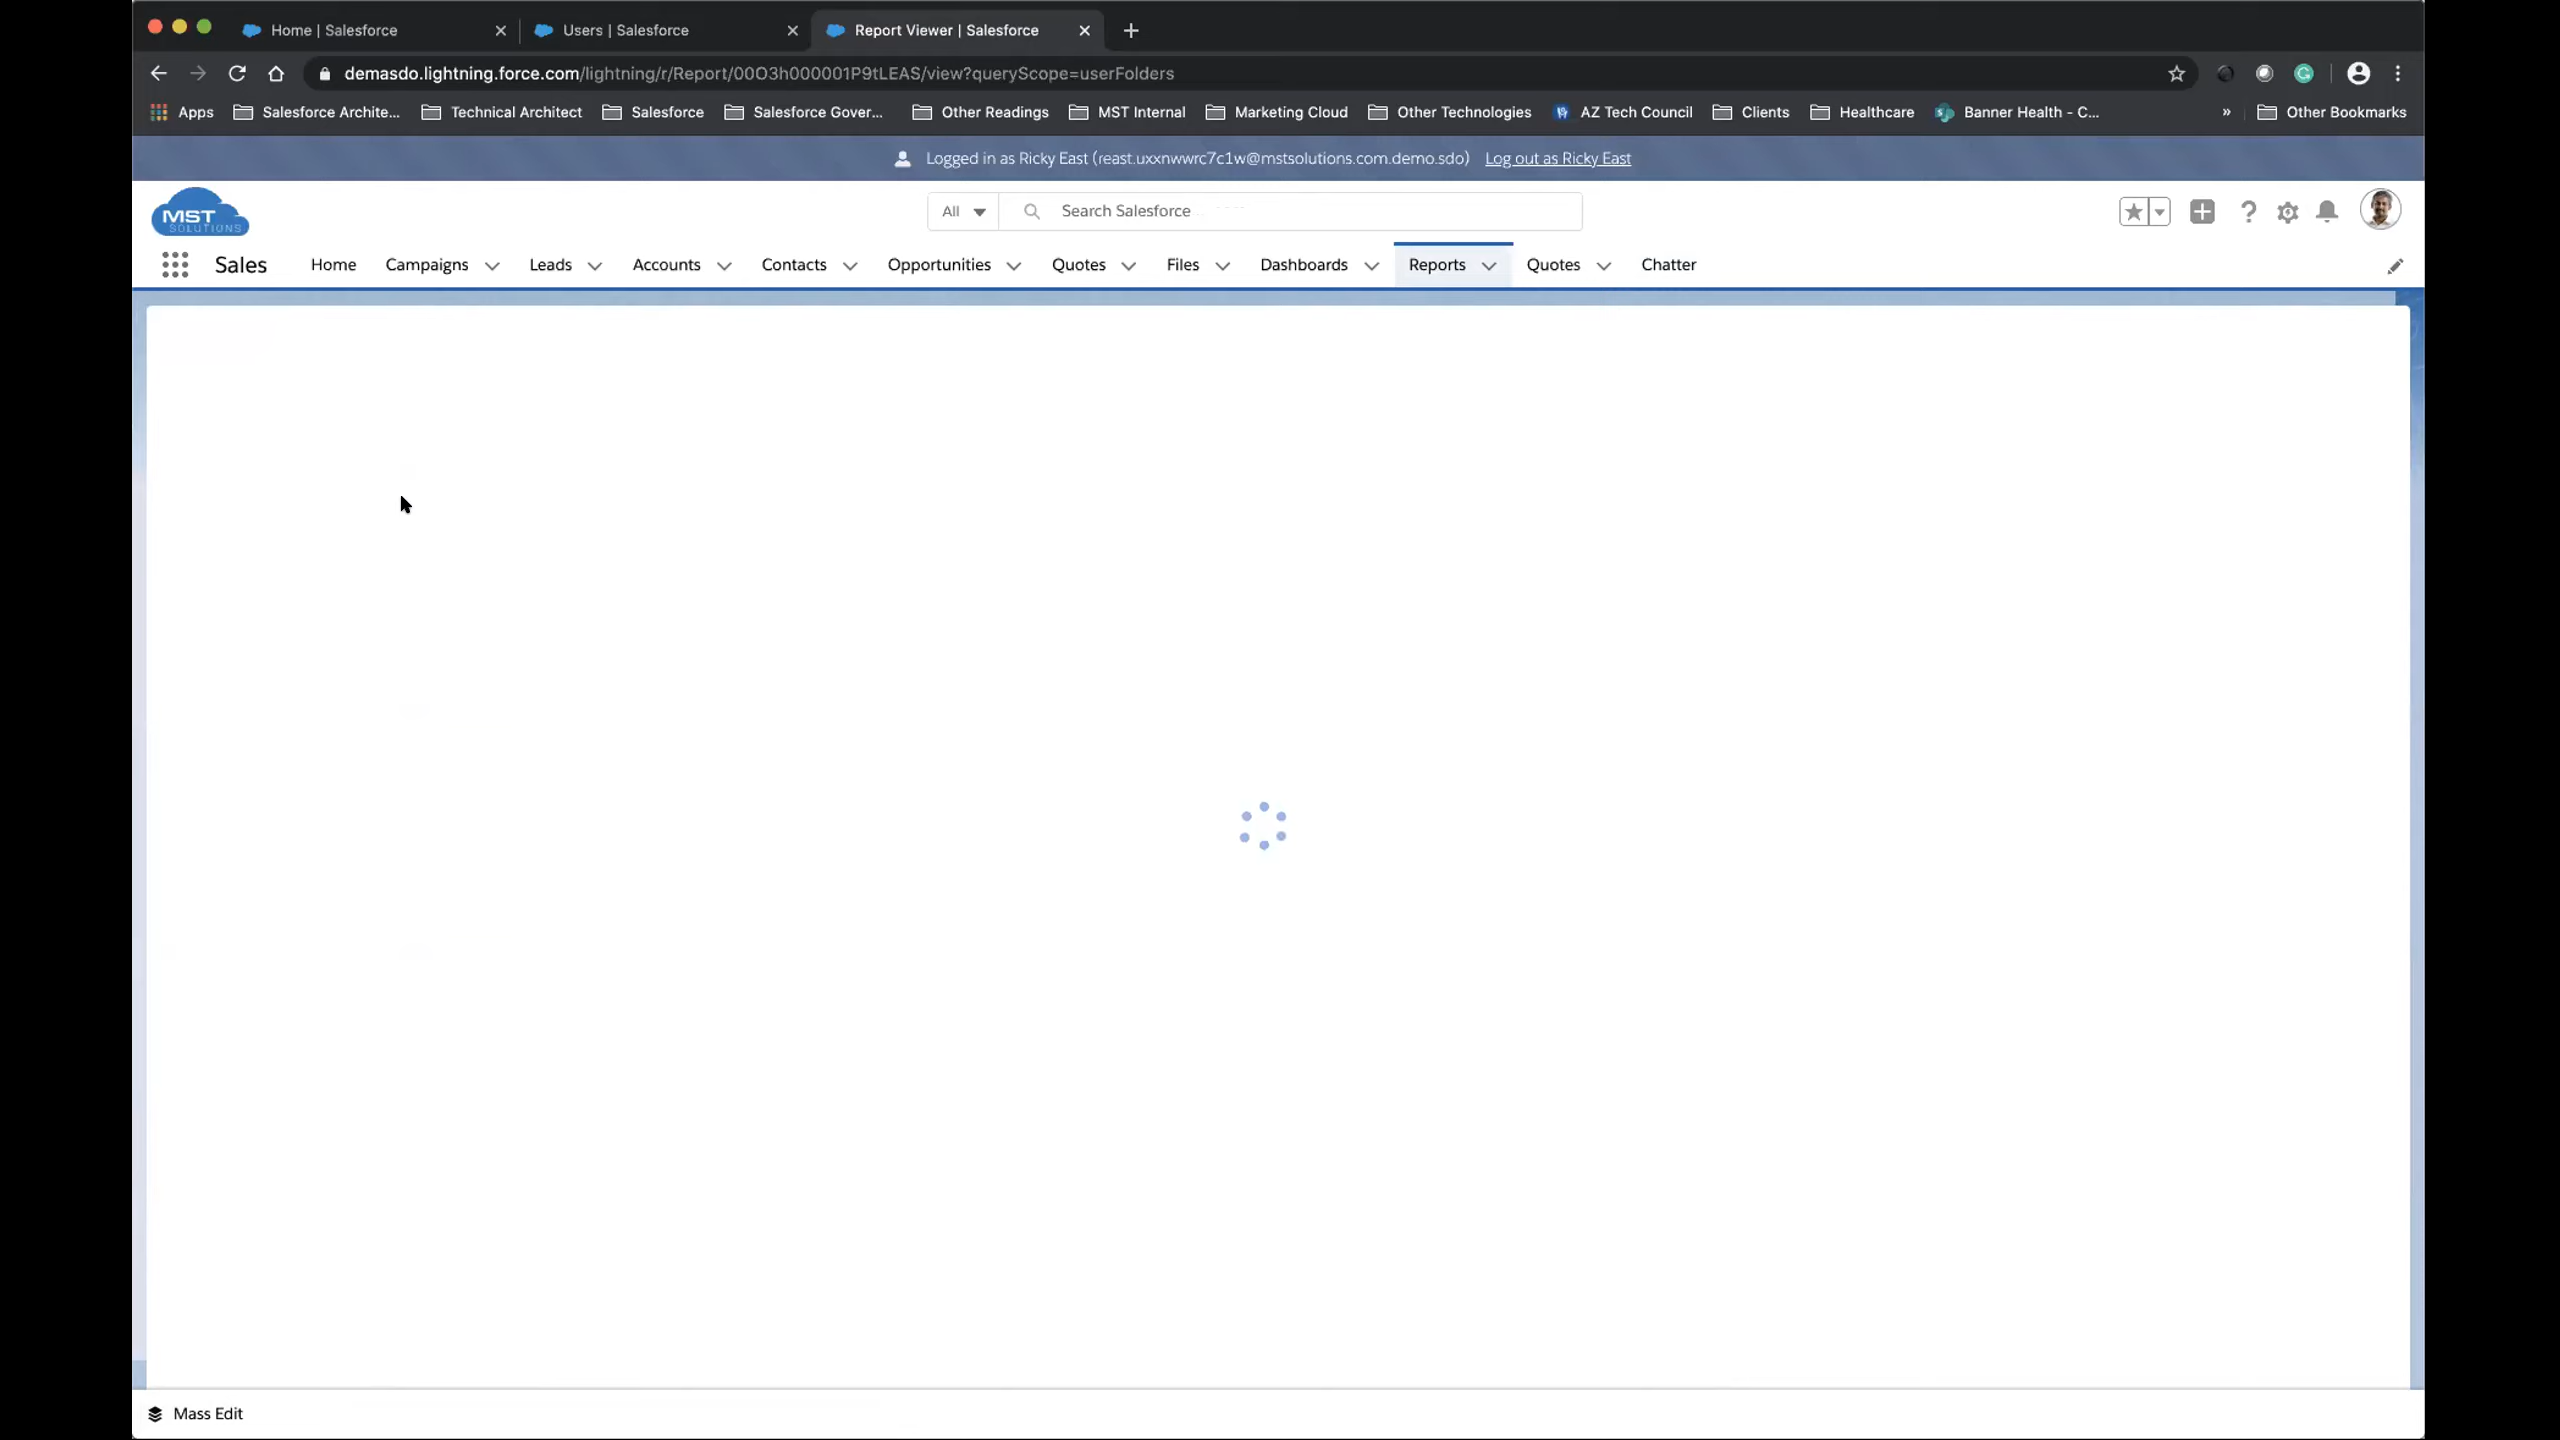 Home | Salesforce Users | Salesforce Report Viewer | Salesforce
demasdo.lightning.force.com/lightning/r/Report/00O3h000001P9tLEAS/view?queryScope=userFolders
Apps Salesforce Archite... Technical Architect Salesforce Salesforce Gover... Other Readings MST Internal Marketing Cloud Other Technologies AZ Tech Council Clients Healthcare Banner Health - C... » Other Bookmarks
Logged in as Ricky East (reast.uxxnwwrc7c1w@mstsolutions.com.demo.sdo) Log out as Ricky East
MST
SOLUTIONS
All Search Salesforce
Sales Home Campaigns Leads Accounts Contacts Opportunities Quotes Files Dashboards Reports Quotes Chatter
Mass Edit